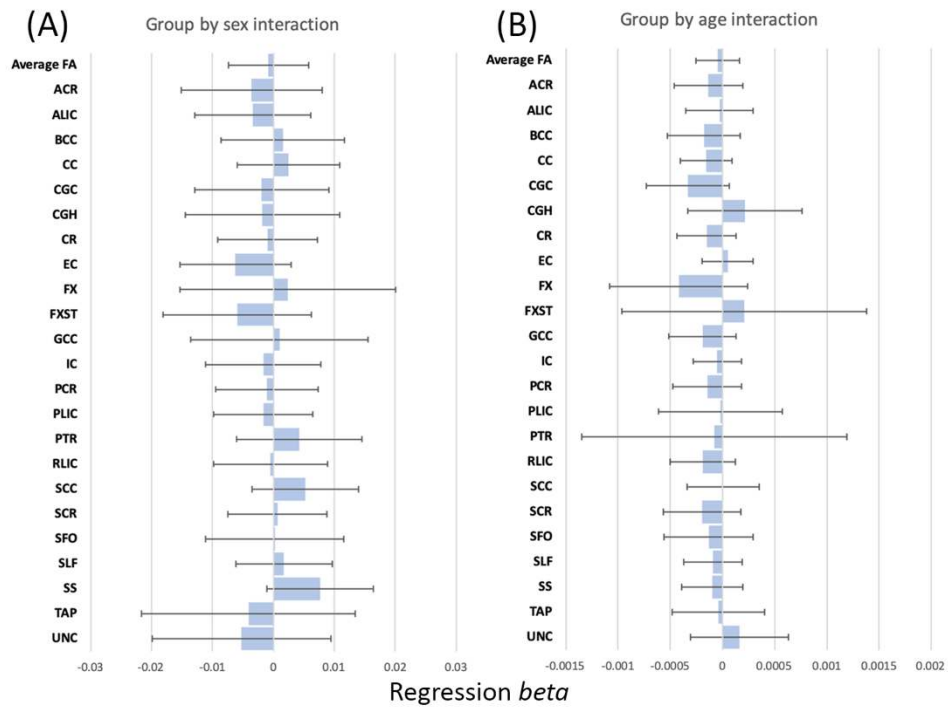 (A)
Group by sex interaction
Average FA
ACR
ALIC
BCC
CC
CGC
CGH
CR
EC
FX
FXST
GCC
IC
PCR
PLIC
PTR
RLIC
SCC
SCR
SFO
SLF
SS
TAP
UNC
-0.03 -0.02 -0.01 0 0.01 0.02 0.03
(B)
Group by age interaction
Average FA
ACR
ALIC
BCC
CC
CGC
CGH
CR
EC
FX
FXST
GCC
IC
PCR
PLIC
PTR
RLIC
SCC
SCR
SFO
SLF
SS
TAP
UNC
-0.0015 -0.001 -0.0005 0 0.0005 0.001 0.0015 0.002
Regression beta